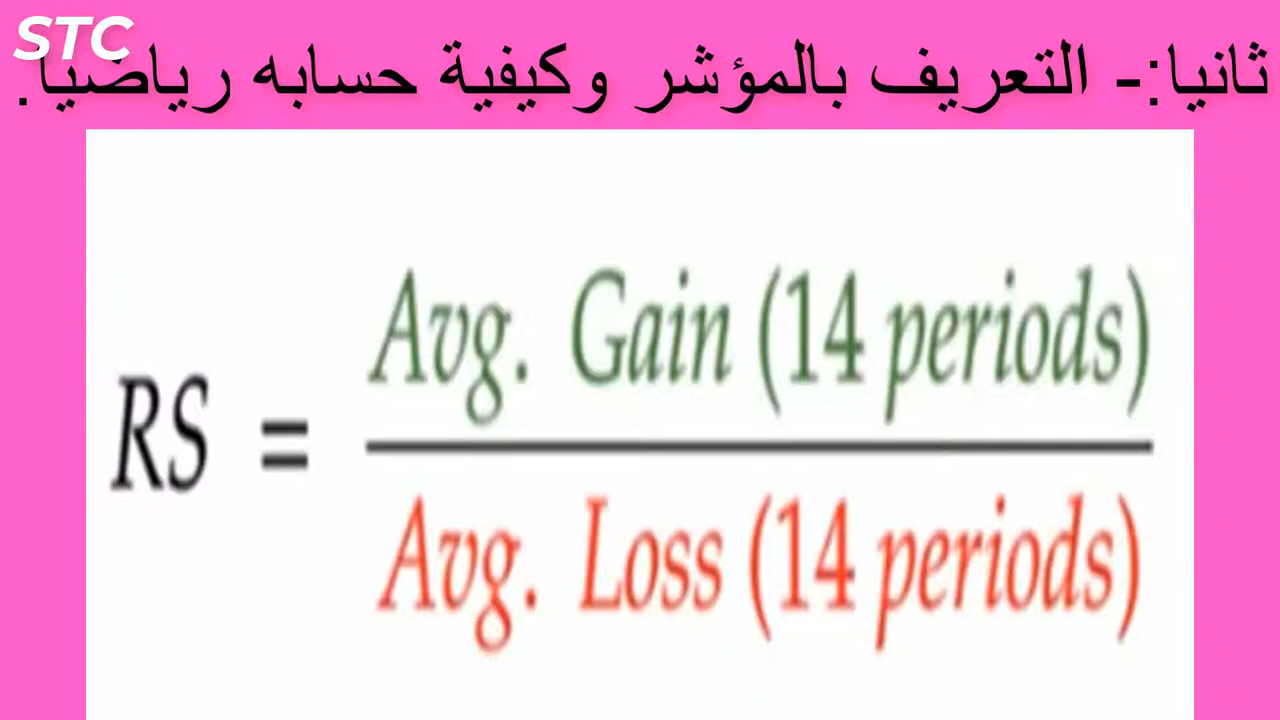 STC
ثانيا:- التعريف بالمؤشر وكيفية حسابه رياضيا.
Avg. Gain (14 periods)
RS =
Avg. Loss (14 periods)